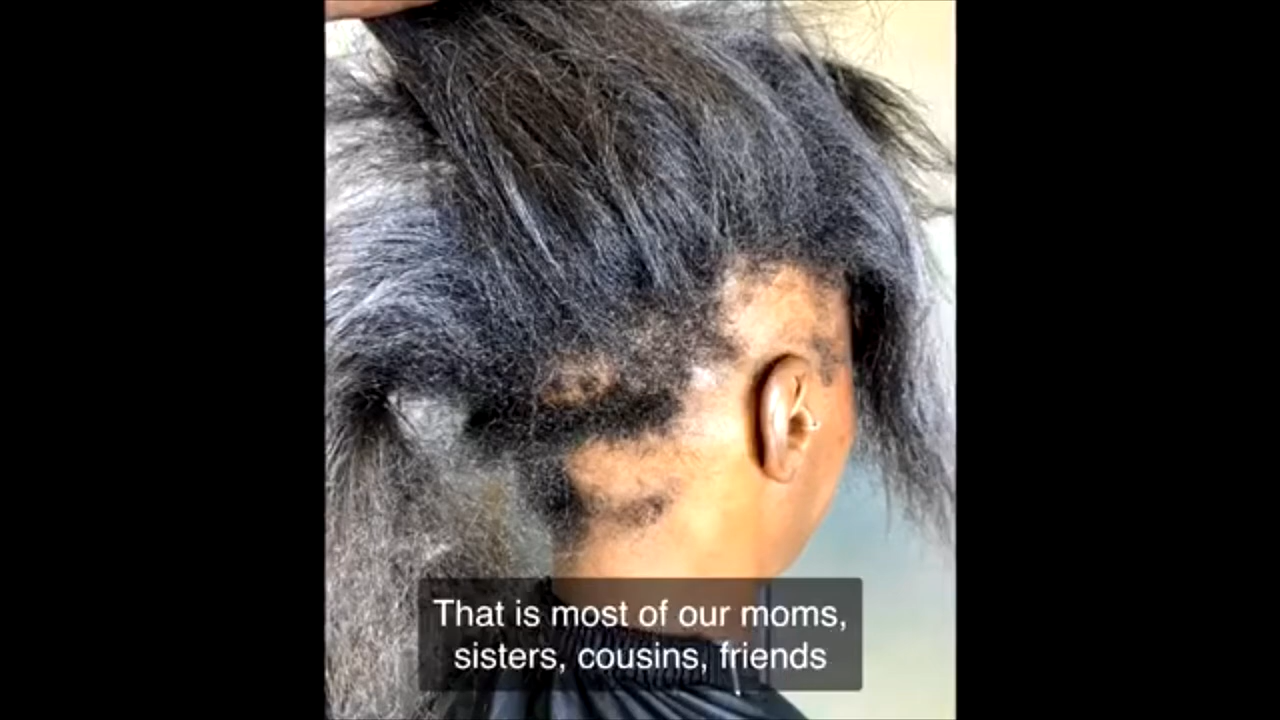 That is most of our moms,
sisters, cousins, friends